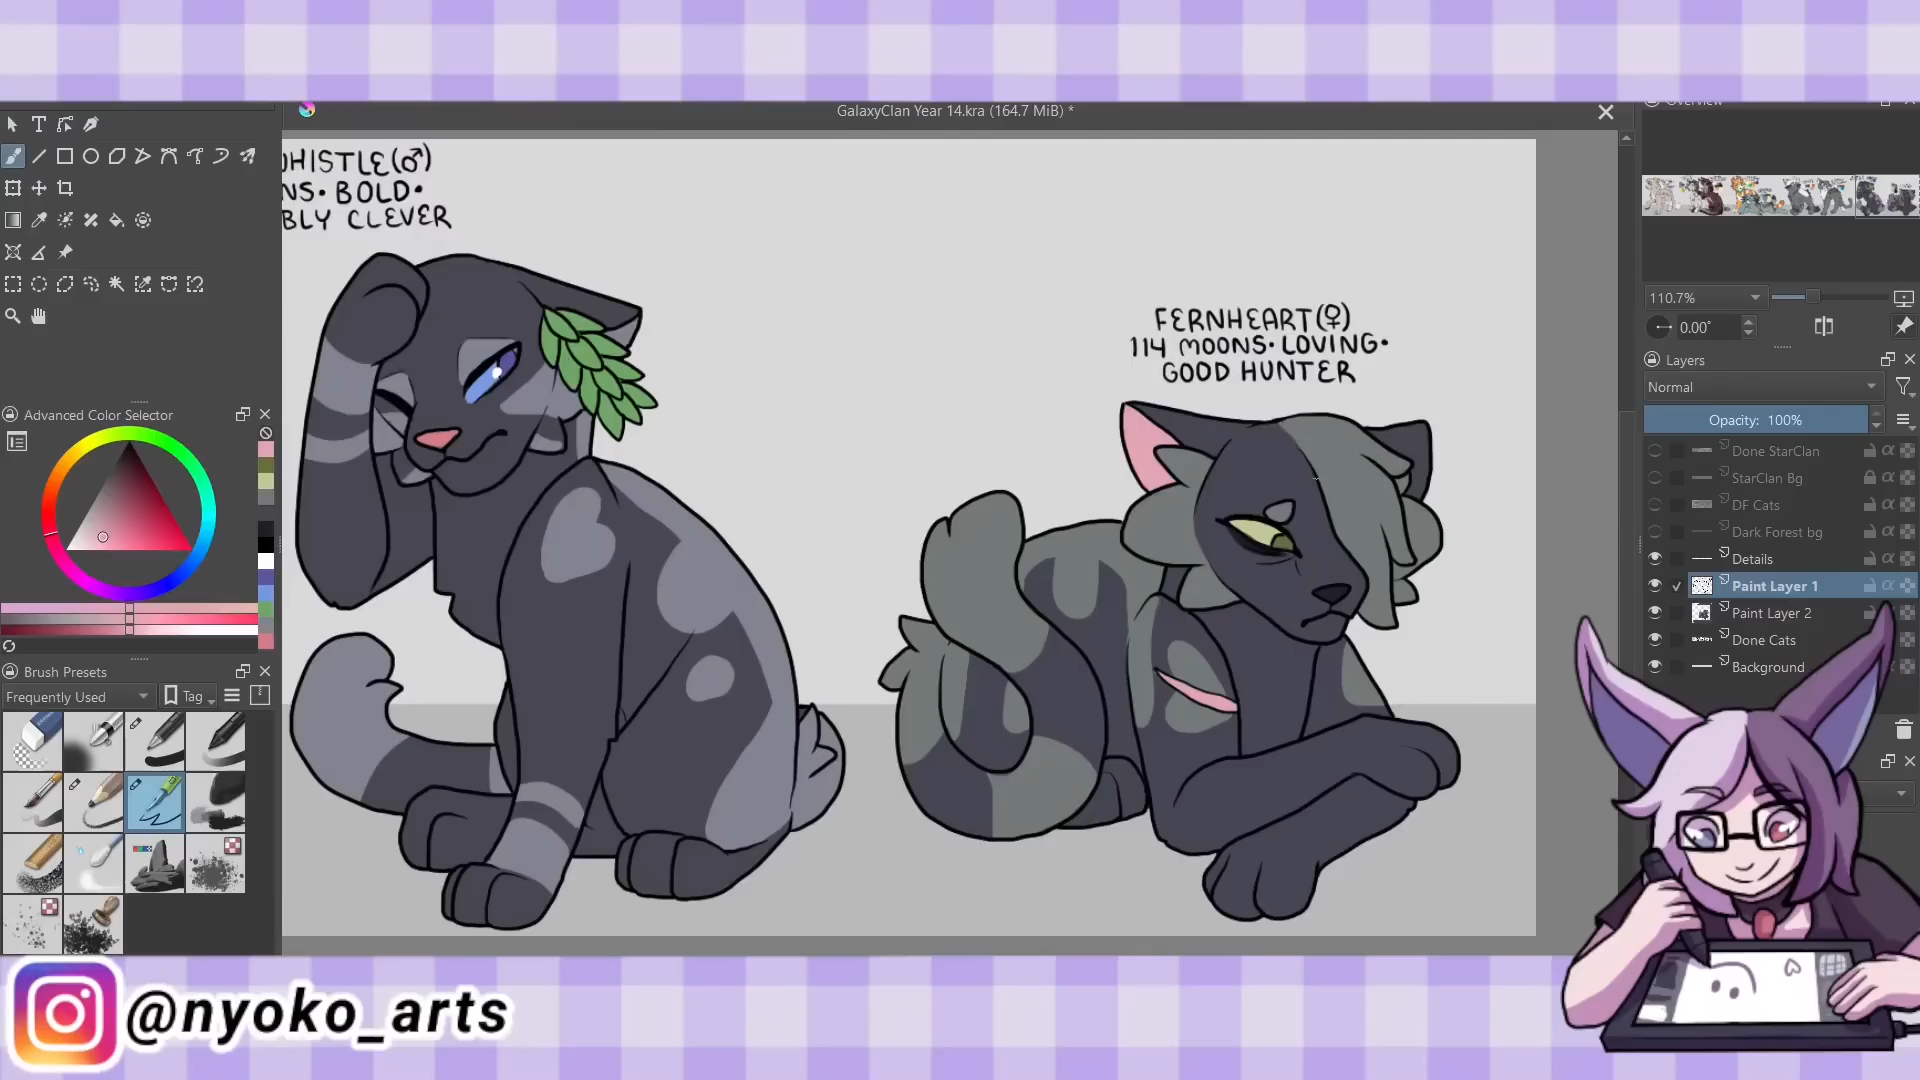 GalaxyClan Year 14.kra (164.7 MiB) *
Overview
HISTLE(♂)
NS• BOLD•
BLY CLEVER
FERNHEART(♀)
114 MOONS•LOVING•
GOOD HUNTER
110.7%
0.00°
Layers
Normal
Opacity: 100%
Done StarClan
StarClan Bg
DF Cats
Dark Forest bg
Details
Paint Layer 1
Paint Layer 2
Done Cats
Background
Advanced Color Selector
Brush Presets
Frequently Used
Tag
@nyoko_arts